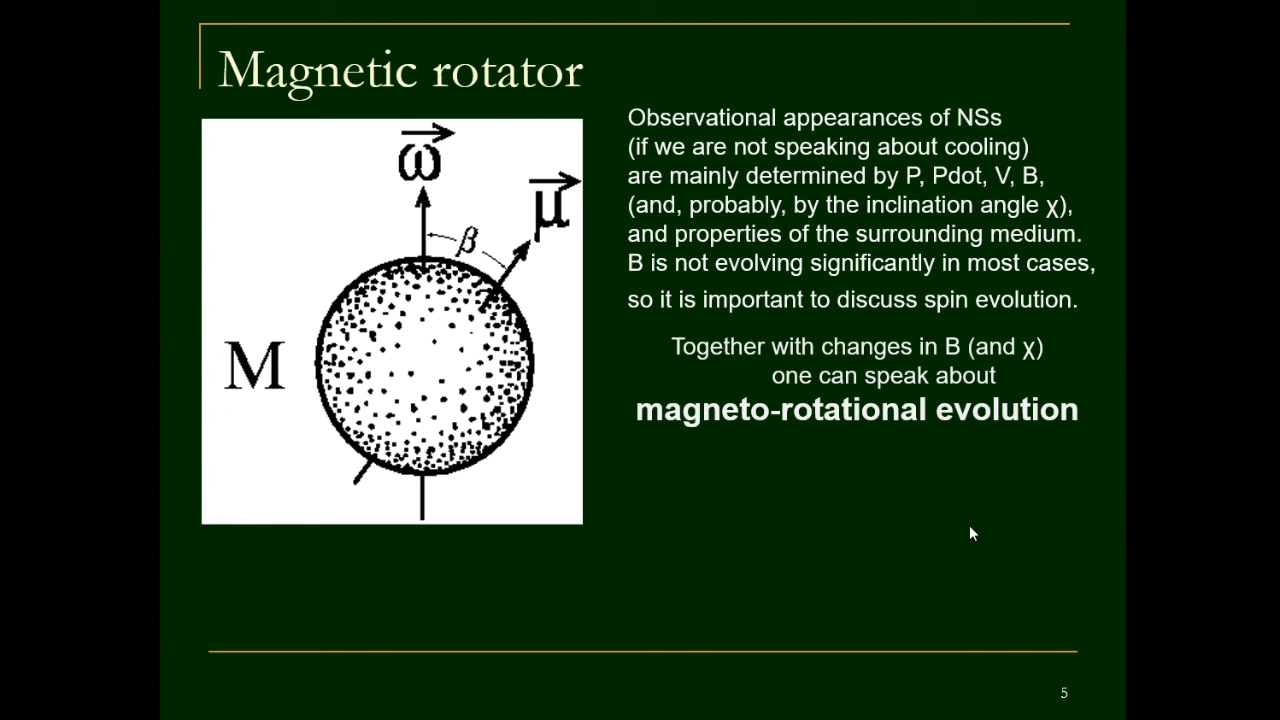 Magnetic rotator
ω
μ
β
M
Observational appearances of NSs
(if we are not speaking about cooling)
are mainly determined by P, Pdot, V, B,
(and, probably, by the inclination angle χ),
and properties of the surrounding medium.
B is not evolving significantly in most cases,
so it is important to discuss spin evolution.
Together with changes in B (and χ)
one can speak about
magneto-rotational evolution
5